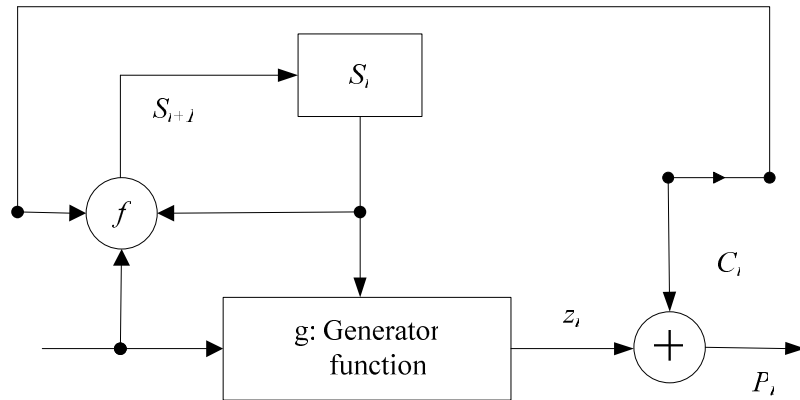 Sᵢ
Sᵢ₊₁
f
Cᵢ
g: Generator
function
zᵢ
+
Pᵢ